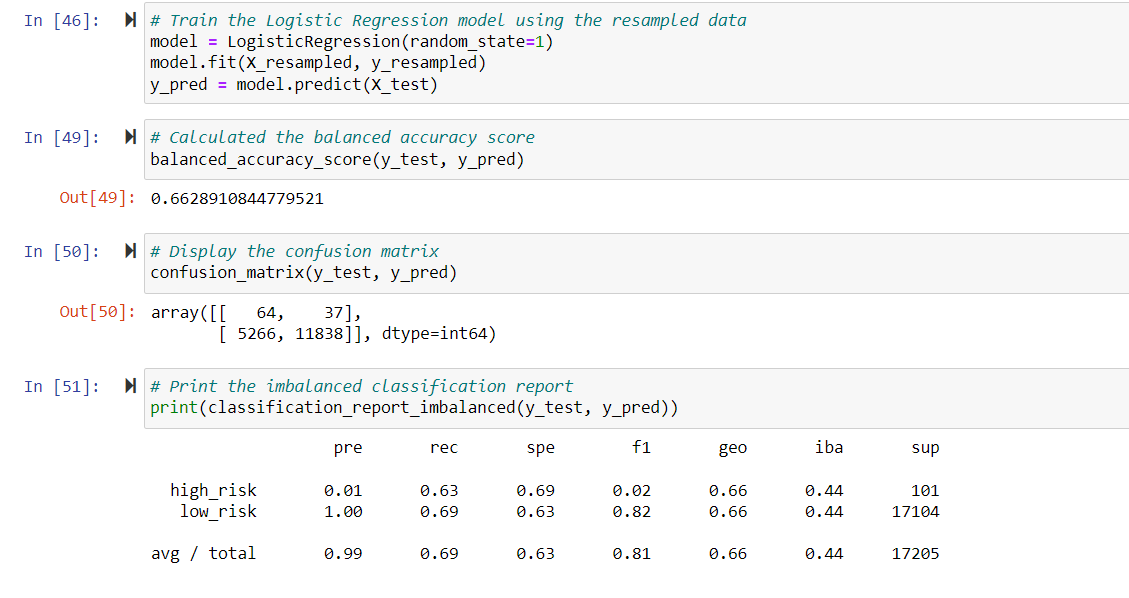 In [46]: # Train the Logistic Regression model using the resampled data
model = LogisticRegression(random_state=1)
model.fit(X_resampled, y_resampled)
y_pred = model.predict(X_test)
In [49]: # Calculated the balanced accuracy score
balanced_accuracy_score(y_test, y_pred)
Out[49]: 0.6628910844779521
In [50]: # Display the confusion matrix
confusion_matrix(y_test, y_pred)
Out[50]: array([[   64,    37],
       [ 5266, 11838]], dtype=int64)
In [51]: # Print the imbalanced classification report
print(classification_report_imbalanced(y_test, y_pred))
pre rec spe f1 geo iba sup
high_risk 0.01 0.63 0.69 0.02 0.66 0.44 101
low_risk 1.00 0.69 0.63 0.82 0.66 0.44 17104
avg / total 0.99 0.69 0.63 0.81 0.66 0.44 17205